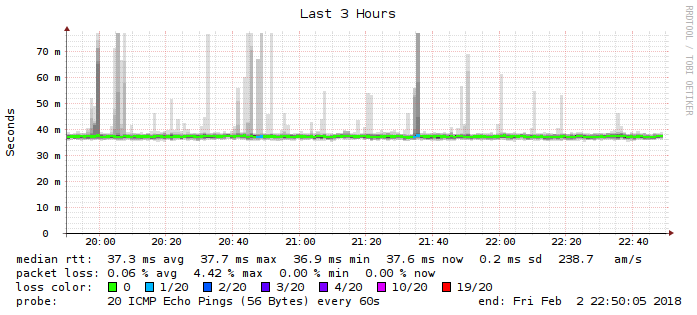 Last 3 Hours
RRDTOOL / TOBI OETIKER
Seconds
70 m
60 m
50 m
40 m
30 m
20 m
10 m
0
20:00 20:20 20:40 21:00 21:20 21:40 22:00 22:20 22:40
median rtt: 37.3 ms avg 37.7 ms max 36.9 ms min 37.6 ms now 0.2 ms sd 238.7 am/s
packet loss: 0.06 % avg 4.42 % max 0.00 % min 0.00 % now
loss color: 0 1/20 2/20 3/20 4/20 10/20 19/20
probe: 20 ICMP Echo Pings (56 Bytes) every 60s end: Fri Feb 2 22:50:05 2018